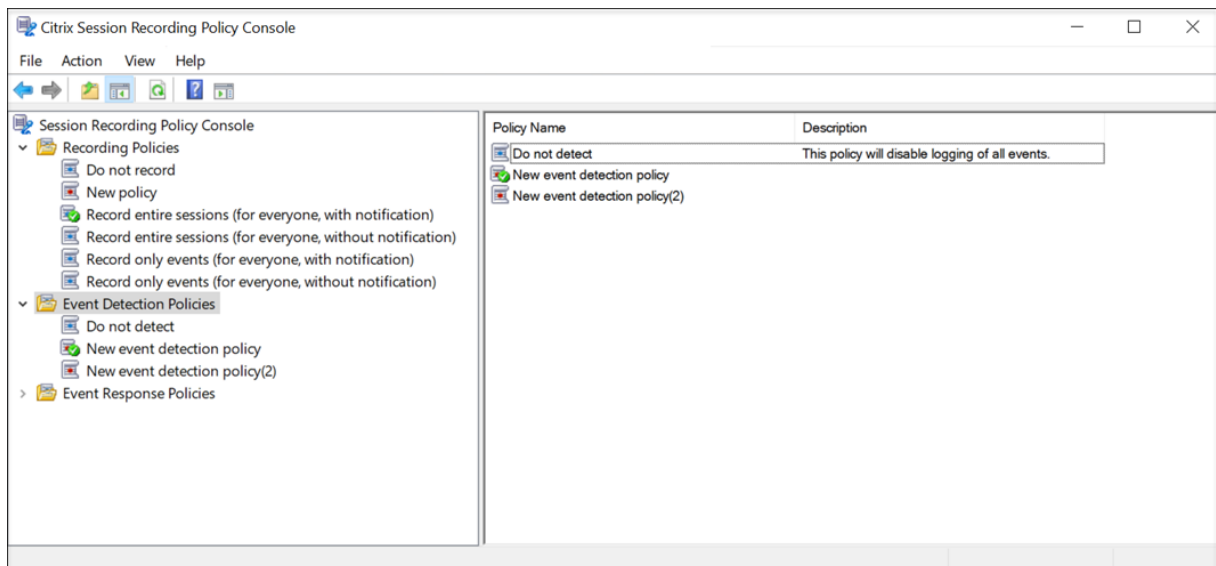 Citrix Session Recording Policy Console
File Action View Help
Session Recording Policy Console
Recording Policies
Do not record
New policy
Record entire sessions (for everyone, with notification)
Record entire sessions (for everyone, without notification)
Record only events (for everyone, with notification)
Record only events (for everyone, without notification)
Event Detection Policies
Do not detect
New event detection policy
New event detection policy(2)
Event Response Policies
Policy Name Description
Do not detect This policy will disable logging of all events.
New event detection policy
New event detection policy(2)